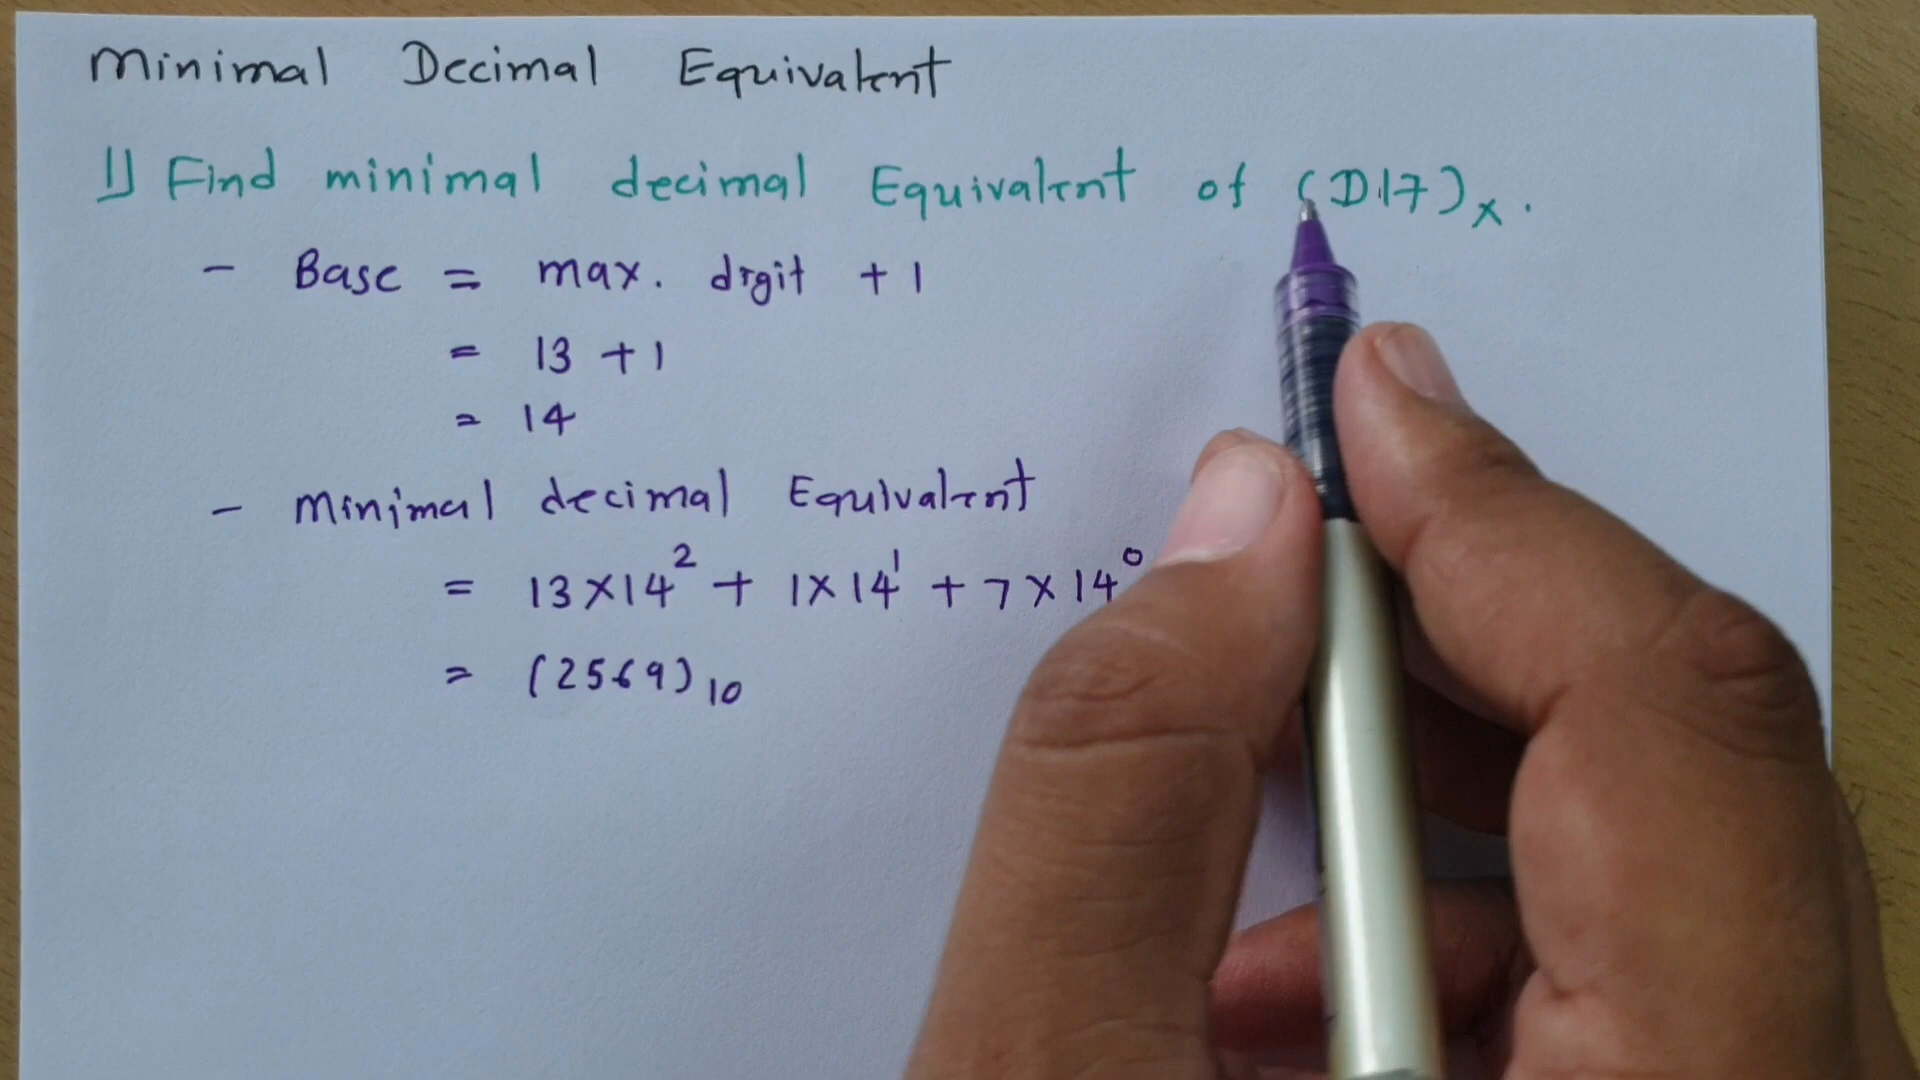 Minimal Decimal Equivalent
1) Find minimal decimal Equivalent of (D17)x.
- Base = max. digit + 1
= 13 + 1
= 14
- Minimal decimal Equivalent
= 13×14² + 1×14¹ + 7×14⁰
= (2569)₁₀